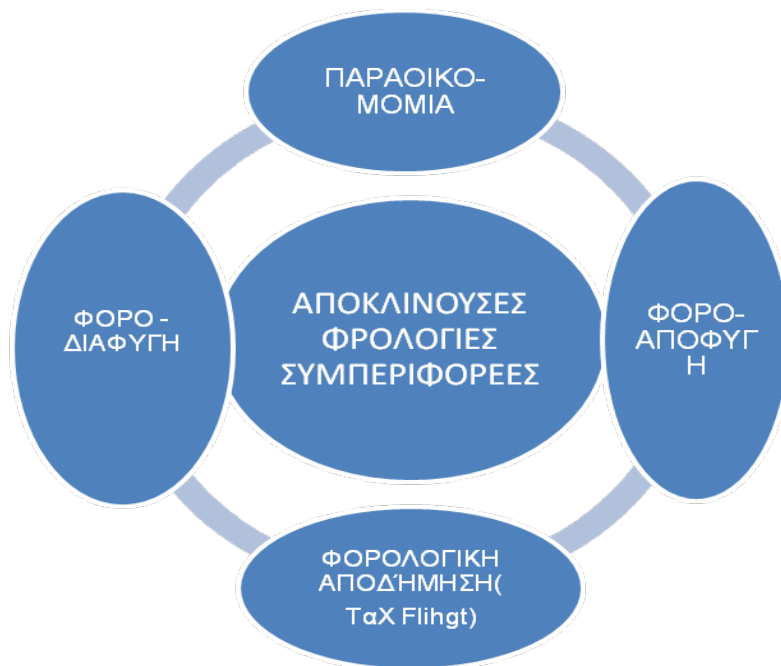 ΠΑΡΑΟΙΚΟ-
ΜΟΜΙΑ
ΦΟΡΟ -
ΔΙΑΦΥΓΗ
ΑΠΟΚΛΙΝΟΥΣΕΣ
ΦΡΟΛΟΓΙΕΣ
ΣΥΜΠΕΡΙΦΟΡΕΕΣ
ΦΟΡΟ-
ΑΠΟΦΥΓ
Η
ΦΟΡΟΛΟΓΙΚΗ
ΑΠΟΔΉΜΗΣΗ(
ΤαΧ Flihgt)